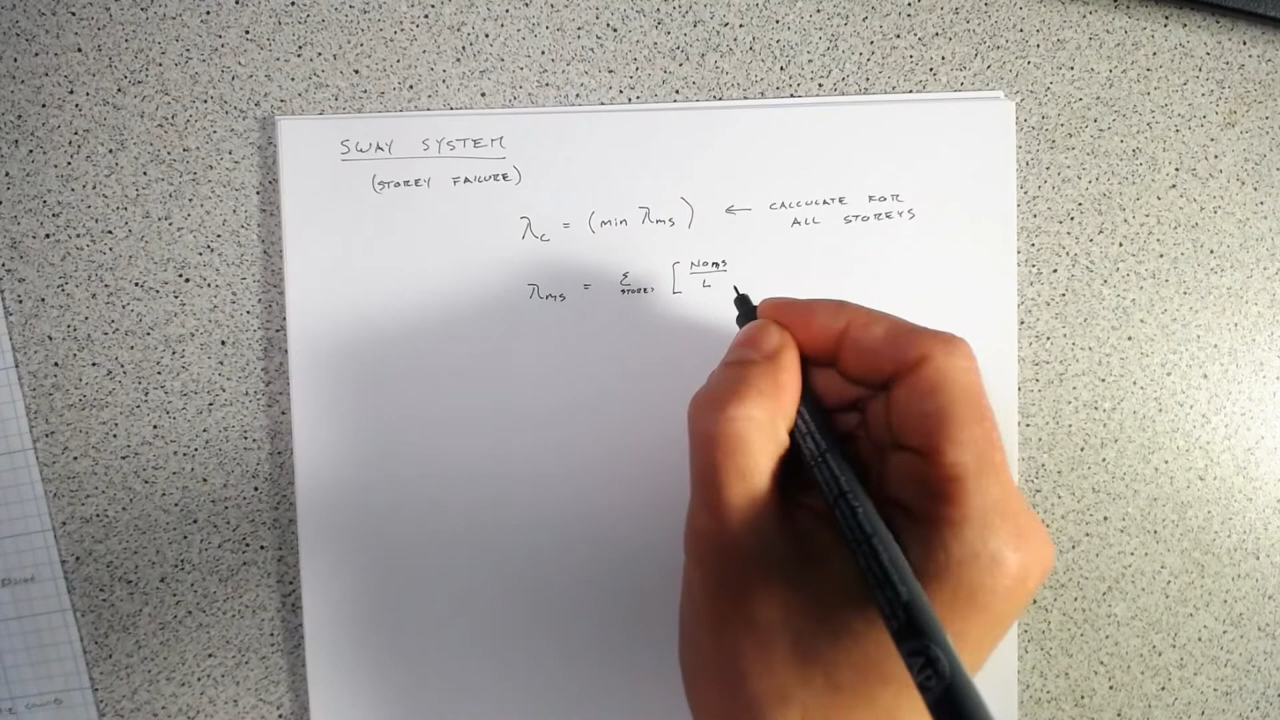 SWAY SYSTEM
(STOREY FAILURE)
λc = (min λms) ← CALCULATE FOR
ALL STOREYS
λms = Σ STOREY [ Noms / L